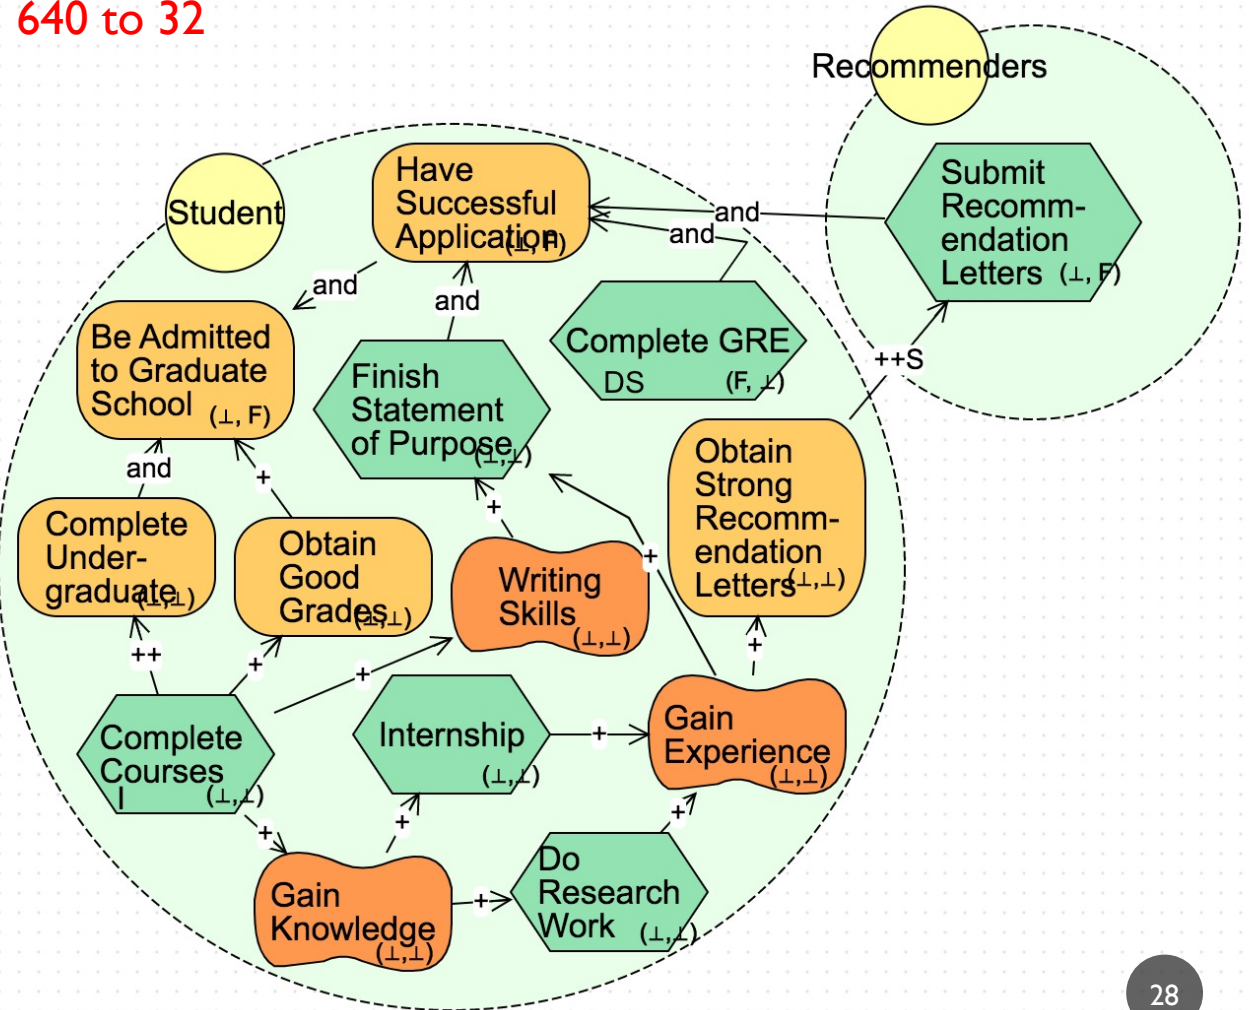 640 to 32
Recommenders
Submit
Recomm-
endation
Letters (⊥, F)
Student
Have
Successful
Application
(⊥, F)
and
and
and
and
Be Admitted
to Graduate
School (⊥, F)
Finish
Statement
of Purpose
(⊥,⊥)
Complete GRE
DS (F, ⊥)
++S
Obtain
Strong
Recomm-
endation
Letters
(⊥,⊥)
and
+
+
+
Complete
Under-
graduate
(⊥,⊥)
Obtain
Good
Grades
(⊥,⊥)
Writing
Skills
(⊥,⊥)
++
+
+
+
Complete
Courses
I (⊥,⊥)
Internship
(⊥,⊥)
+
Gain
Experience
(⊥,⊥)
+
+
+
Gain
Knowledge
(⊥,⊥)
+
Do
Research
Work (⊥,⊥)
28